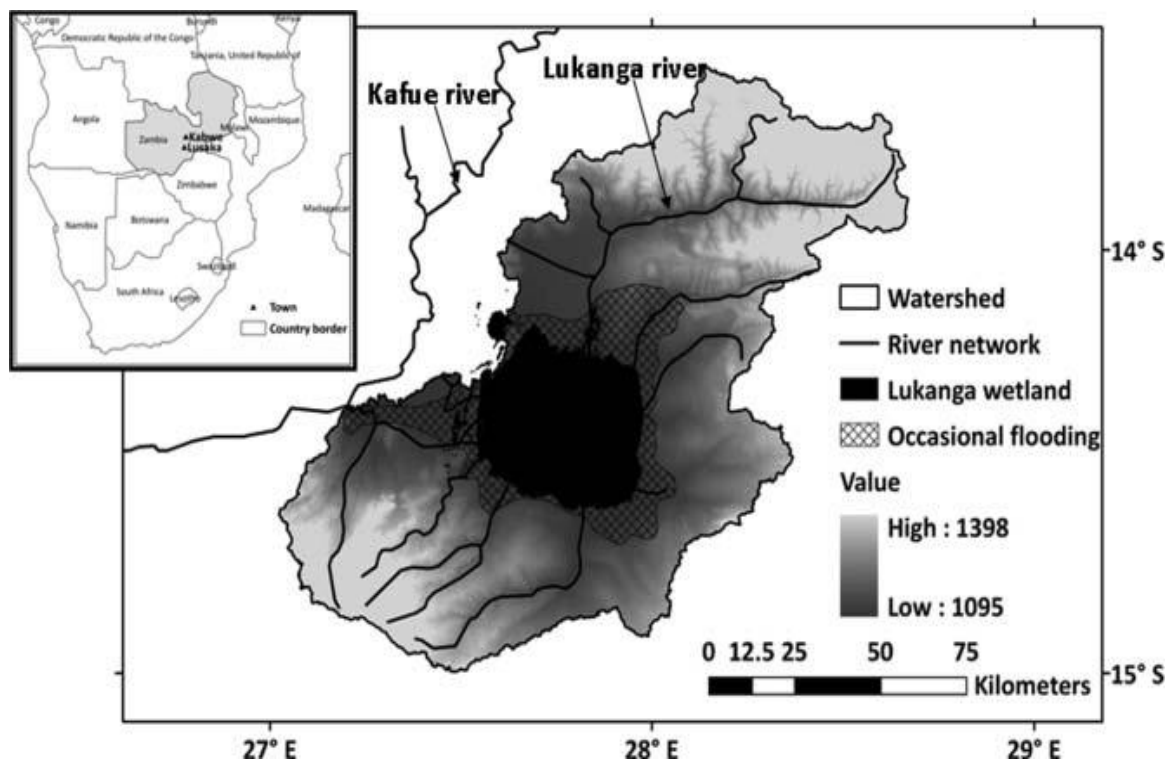 Congo
Burundi
Kenya
Democratic Republic of the Congo
Tanzania, United Republic of
Angola
Zambia
Malawi
Mozambique
Kabwe
Lusaka
Zimbabwe
Namibia
Botswana
Madagascar
Swaziland
South Africa
Lesotho
Town
Country border
Kafue river
Lukanga river
14° S
Watershed
River network
Lukanga wetland
Occasional flooding
Value
High : 1398
Low : 1095
0 12.5 25 50 75
Kilometers
15° S
27° E
28° E
29° E